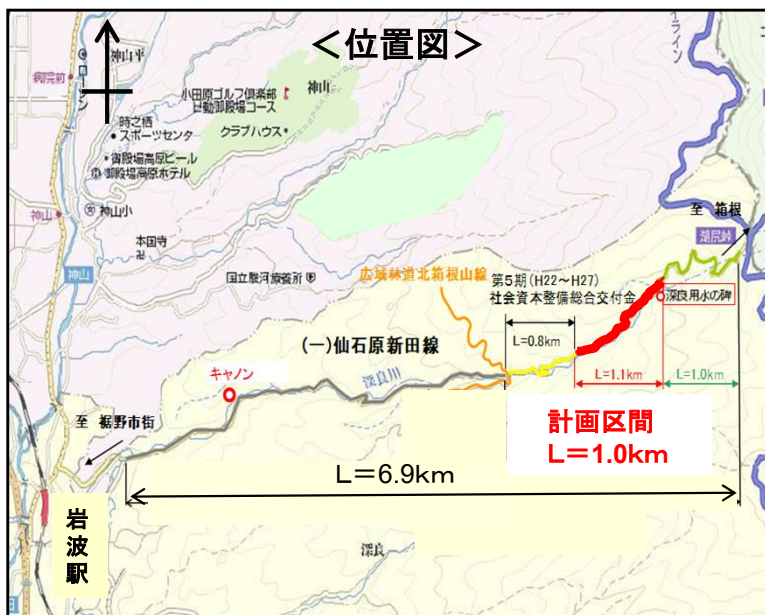 ＜位置図＞
神山平
病院前
小田原ゴルフ倶楽部
日動御殿場コース
神山
クラブハウス
時之栖
スポーツセンター
御殿場高原ビール
御殿場高原ホテル
神山
神山小
本国寺
神山
国立駿河療養所
至 箱根
湖尻峠
広域林道北箱根山線
第5期(H22～H27)
社会資本整備総合交付金
深良用水の碑
L=0.8km
(一)仙石原新田線
キャノン
深良川
L=1.1km
L=1.0km
至 裾野市街
計画区間
L=1.0km
L=6.9km
岩波駅
深良